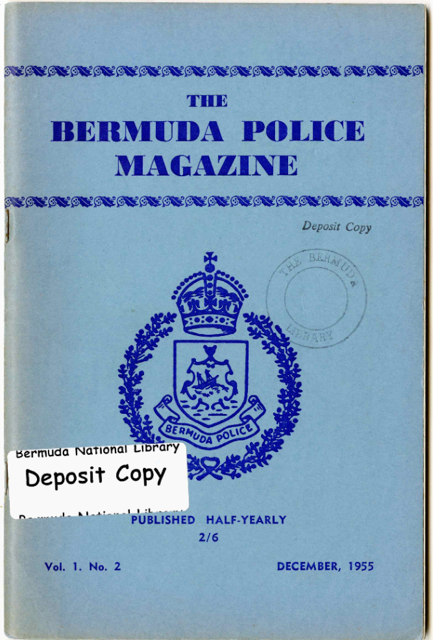 THE
BERMUDA POLICE
MAGAZINE
Deposit Copy
THE BERMUDA
LIBRARY
BERMUDA POLICE
Bermuda National Library
Deposit Copy
PUBLISHED HALF-YEARLY
2/6
Vol. 1. No. 2
DECEMBER, 1955